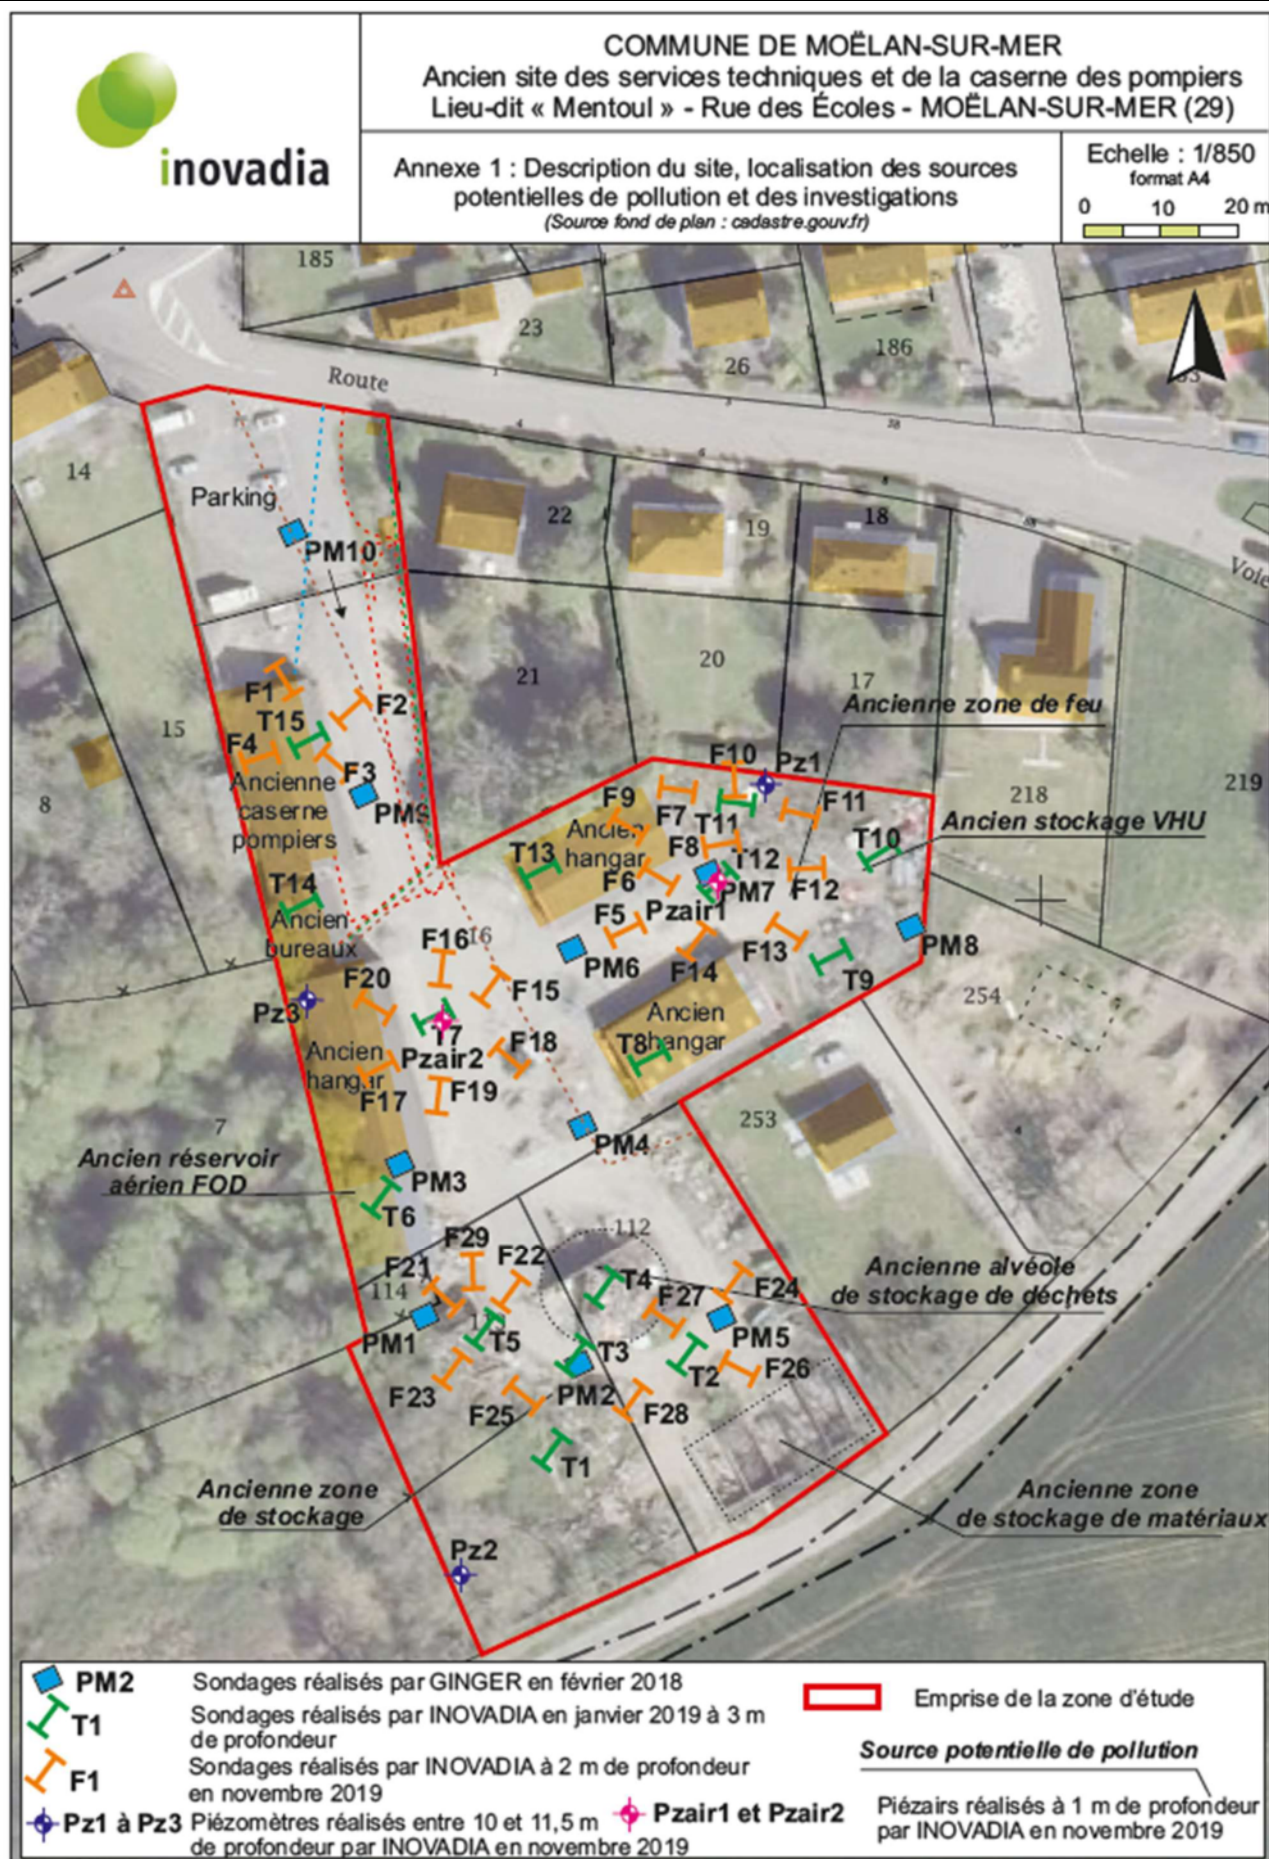 inovadia
COMMUNE DE MOËLAN-SUR-MER
Ancien site des services techniques et de la caserne des pompiers
Lieu-dit « Mentoul » - Rue des Écoles - MOËLAN-SUR-MER (29)
Annexe 1 : Description du site, localisation des sources
potentielles de pollution et des investigations
(Source fond de plan : cadastre.gouv.fr)
Echelle : 1/850
format A4
0 10 20 m
185
23
26
186
Route
14
Parking
22
19
18
PM10
Voie
21
20
17
F1
F2
T15
15
F4
F3
Ancienne
caserne
pompiers
PM9
8
Ancienne zone de feu
F10
Pz1
F9
F7
F11
218
219
Ancien stockage VHU
T11
T10
Ancien
hangar
F8
T13
T12
F6
PM7
F12
Pzair1
T14
Ancien
bureaux
F5
F16
16
PM6
F14
F13
T9
PM8
F20
F15
254
Pz3
Ancien
hangar
T7
Pzair2
F18
T8
Ancien
hangar
F17
F19
7
253
PM4
Ancien réservoir
aérien FOD
PM3
T6
112
F29
F22
F21
114
T4
F24
Ancienne alvéole
de stockage de déchets
F27
PM1
T5
T3
PM5
T2
F26
F23
PM2
F25
F28
T1
Ancienne zone
de stockage
Ancienne zone
de stockage de matériaux
Pz2
PM2 Sondages réalisés par GINGER en février 2018
T1 Sondages réalisés par INOVADIA en janvier 2019 à 3 m
de profondeur
F1 Sondages réalisés par INOVADIA à 2 m de profondeur
en novembre 2019
Pz1 à Pz3 Piézomètres réalisés entre 10 et 11,5 m
de profondeur par INOVADIA en novembre 2019
Emprise de la zone d'étude
Source potentielle de pollution
Pzair1 et Pzair2 Piézairs réalisés à 1 m de profondeur
par INOVADIA en novembre 2019